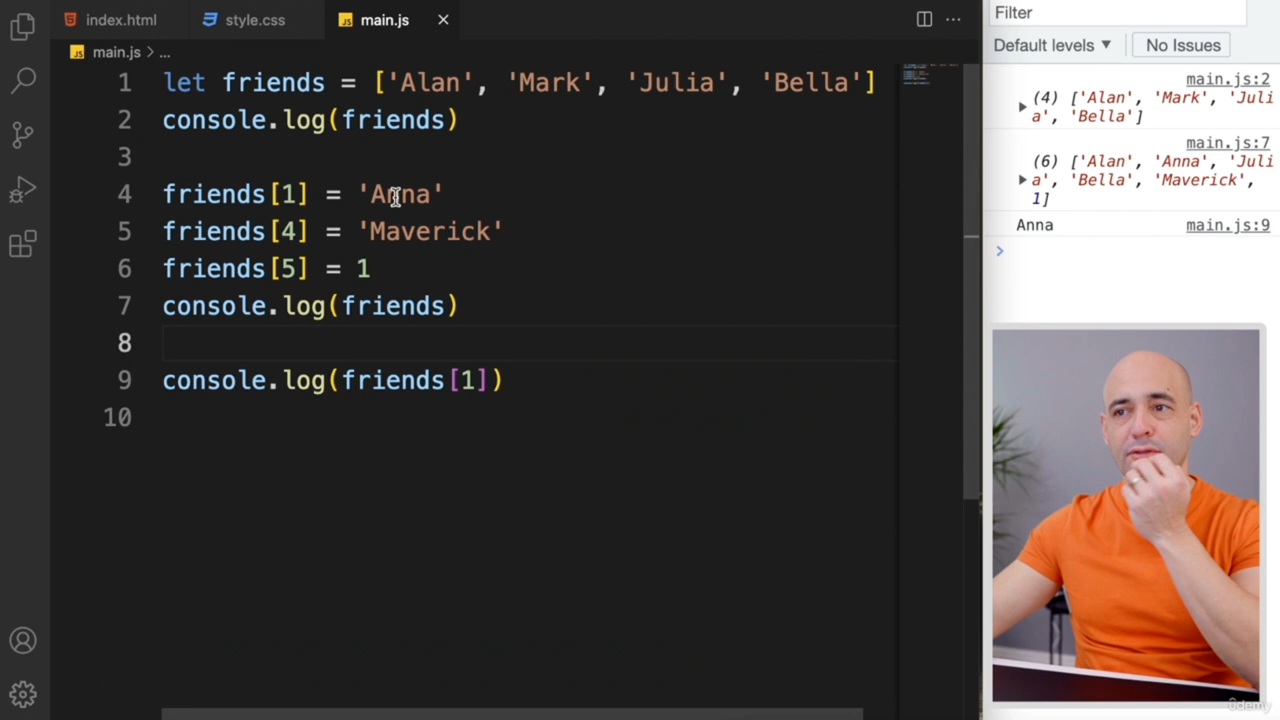 index.html
style.css
JS main.js
JS main.js > ...
1 let friends = ['Alan', 'Mark', 'Julia', 'Bella']
2 console.log(friends)
3
4 friends[1] = 'Anna'
5 friends[4] = 'Maverick'
6 friends[5] = 1
7 console.log(friends)
8
9 console.log(friends[1])
10
Filter
Default levels ▼ No Issues
main.js:2
(4) ['Alan', 'Mark', 'Juli
a', 'Bella']
main.js:7
(6) ['Alan', 'Anna', 'Juli
a', 'Bella', 'Maverick',
1]
Anna main.js:9
ûdemy